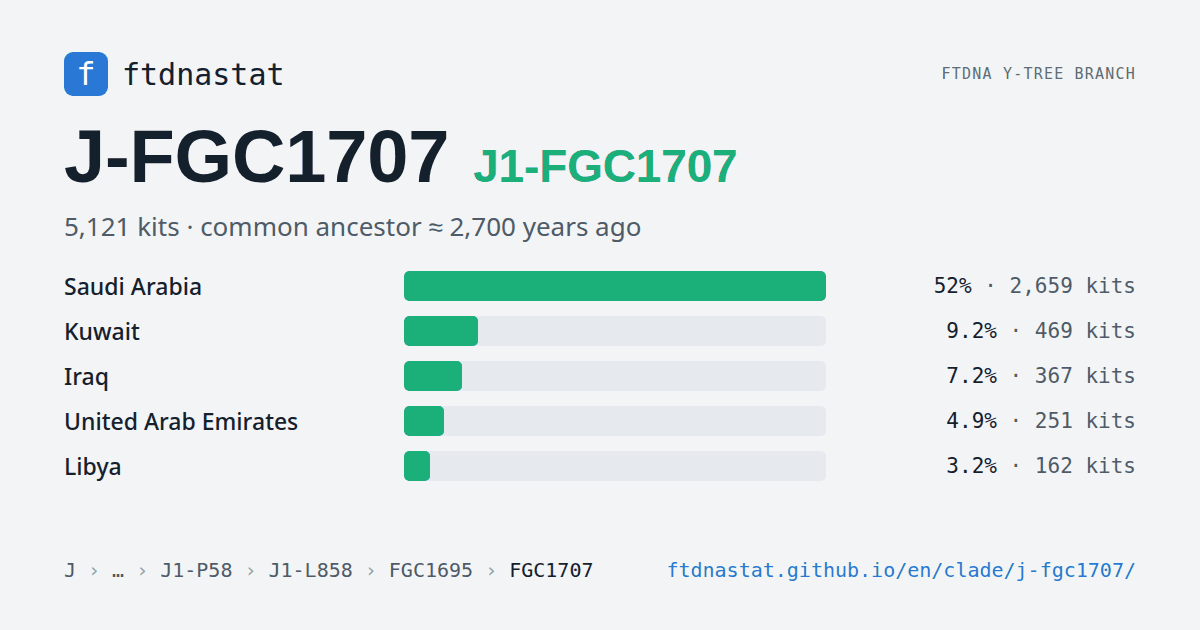 f ftdnastat
FTDNA Y-TREE BRANCH
J-FGC1707 J1-FGC1707
5,121 kits · common ancestor ≈ 2,700 years ago
Saudi Arabia 52% · 2,659 kits
Kuwait 9.2% · 469 kits
Iraq 7.2% · 367 kits
United Arab Emirates 4.9% · 251 kits
Libya 3.2% · 162 kits
J › … › J1-P58 › J1-L858 › FGC1695 › FGC1707
ftdnastat.github.io/en/clade/j-fgc1707/